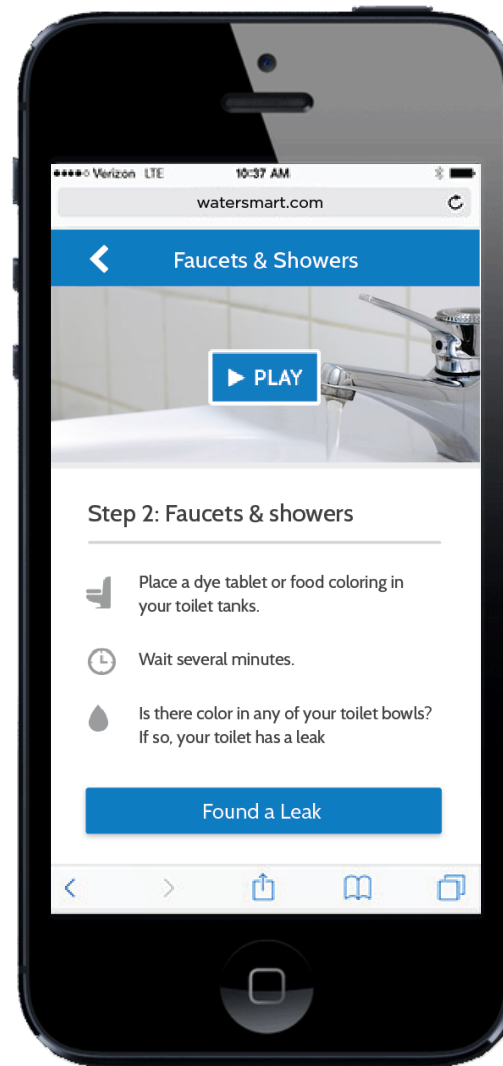 Verizon LTE 10:37 AM
watersmart.com
Faucets & Showers
PLAY
Step 2: Faucets & showers
Place a dye tablet or food coloring in
your toilet tanks.
Wait several minutes.
Is there color in any of your toilet bowls?
If so, your toilet has a leak
Found a Leak